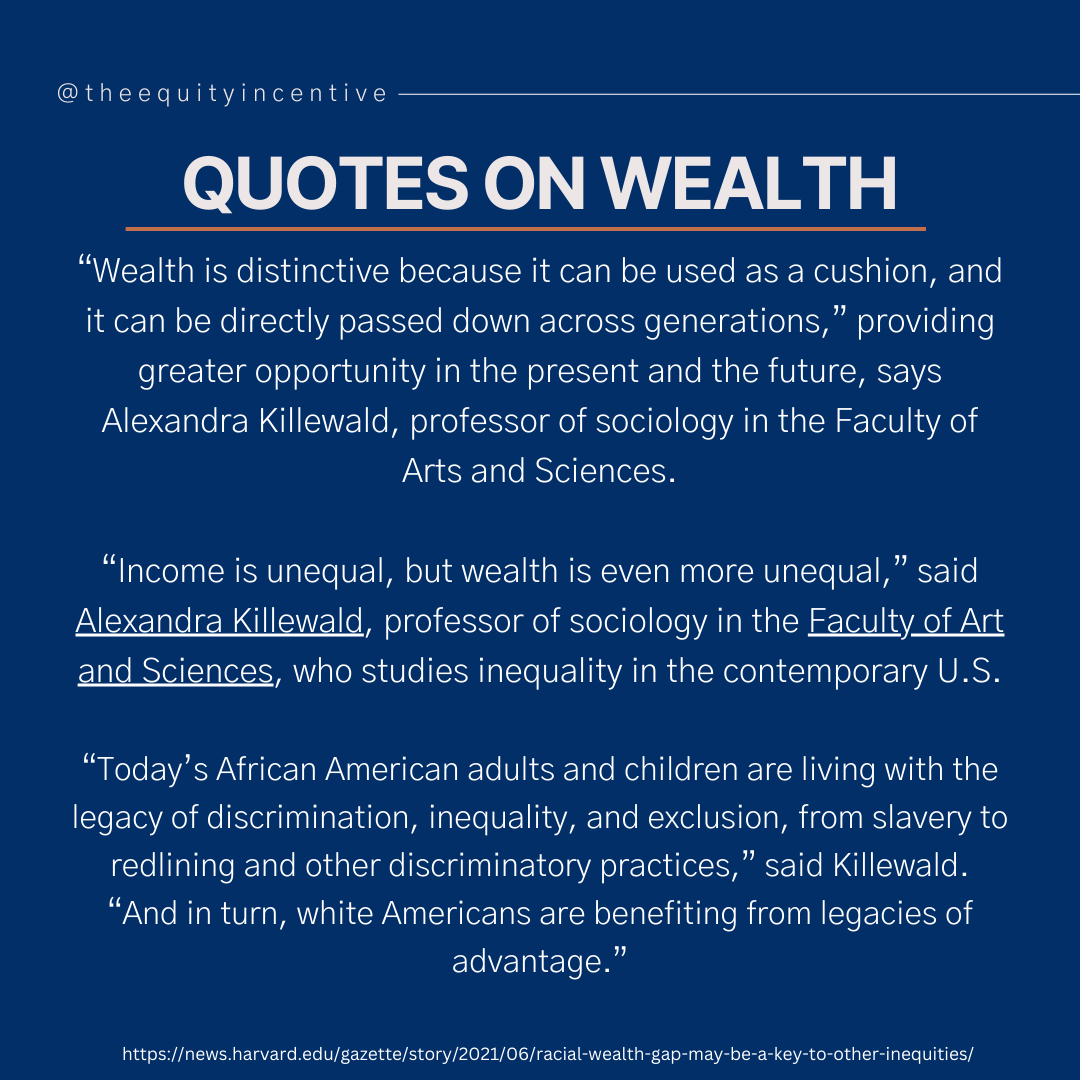 @theequityincentive
QUOTES ON WEALTH
“Wealth is distinctive because it can be used as a cushion, and
it can be directly passed down across generations,” providing
greater opportunity in the present and the future, says
Alexandra Killewald, professor of sociology in the Faculty of
Arts and Sciences.
“Income is unequal, but wealth is even more unequal,” said
Alexandra Killewald, professor of sociology in the Faculty of Art
and Sciences, who studies inequality in the contemporary U.S.
“Today’s African American adults and children are living with the
legacy of discrimination, inequality, and exclusion, from slavery to
redlining and other discriminatory practices,” said Killewald.
“And in turn, white Americans are benefiting from legacies of
advantage.”
https://news.harvard.edu/gazette/story/2021/06/racial-wealth-gap-may-be-a-key-to-other-inequities/